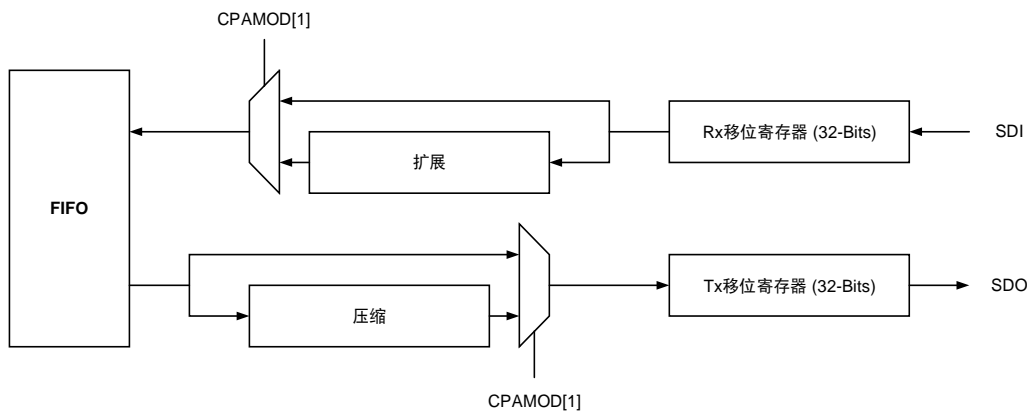 CPAMOD[1]
Rx移位寄存器 (32-Bits)
SDI
扩展
FIFO
Tx移位寄存器 (32-Bits)
SDO
压缩
CPAMOD[1]